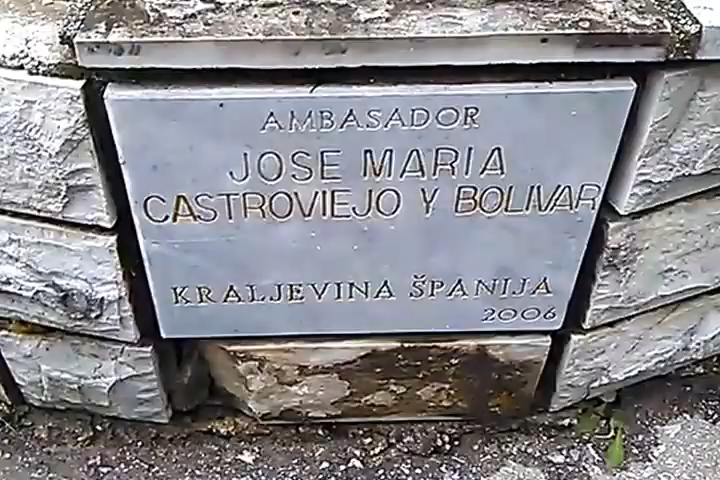 AMBASADOR
JOSE MARIA
CASTROVIEJO Y BOLIVAR
KRALJEVINA ŠPANIJA
2006